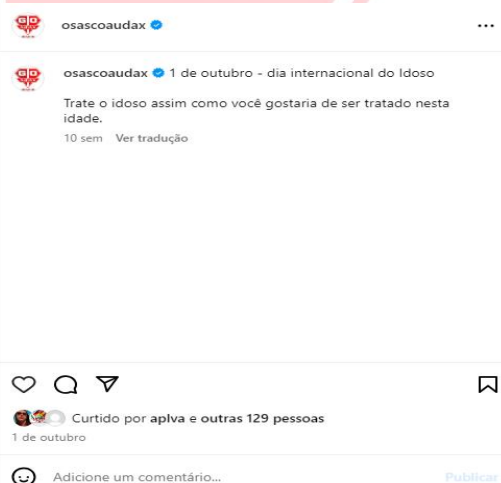 osascoaudax
osascoaudax 1 de outubro - dia internacional do Idoso
Trate o idoso assim como você gostaria de ser tratado nesta
idade.
10 sem Ver tradução
Curtido por aplva e outras 129 pessoas
1 de outubro
Adicione um comentário... Publicar